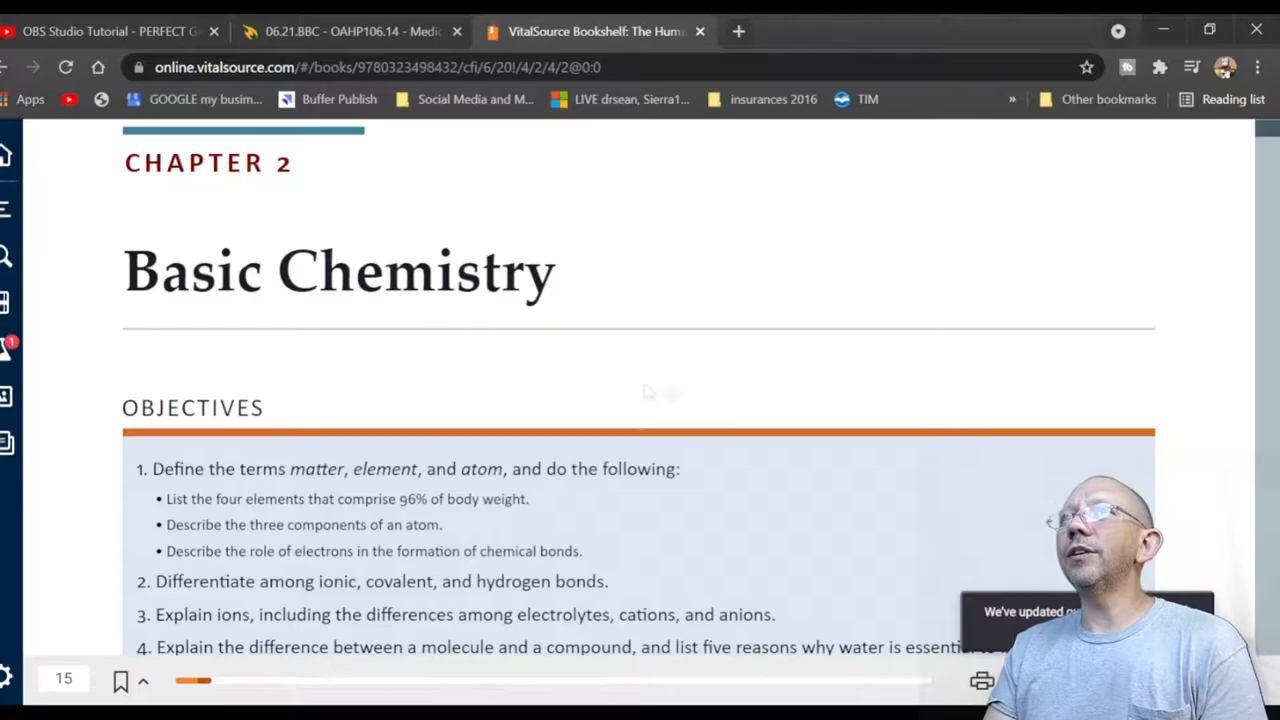 OBS Studio Tutorial - PERFECT G
06.21.BBC - OAHP106.14 - Medic
VitalSource Bookshelf: The Huma
online.vitalsource.com/#/books/9780323498432/cfi/6/20!/4/2/4/2@0:0
Apps
GOOGLE my busim...
Buffer Publish
Social Media and M...
LIVE drsean, Sierra1...
insurances 2016
TIM
»
Other bookmarks
Reading list
CHAPTER 2
Basic Chemistry
OBJECTIVES
1. Define the terms matter, element, and atom, and do the following:
• List the four elements that comprise 96% of body weight.
• Describe the three components of an atom.
• Describe the role of electrons in the formation of chemical bonds.
2. Differentiate among ionic, covalent, and hydrogen bonds.
3. Explain ions, including the differences among electrolytes, cations, and anions.
4. Explain the difference between a molecule and a compound, and list five reasons why water is essential
We've updated
1
15